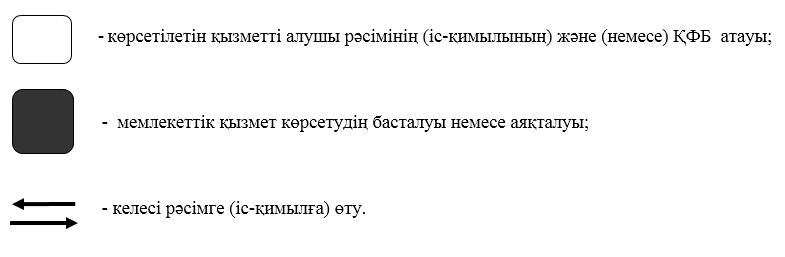 - көрсетілетін қызметті алушы рәсімінің (іс-қимылының) және (немесе) ҚФБ атауы;
- мемлекеттік қызмет көрсетудің басталуы немесе аяқталуы;
- келесі рәсімге (іс-қимылға) өту.